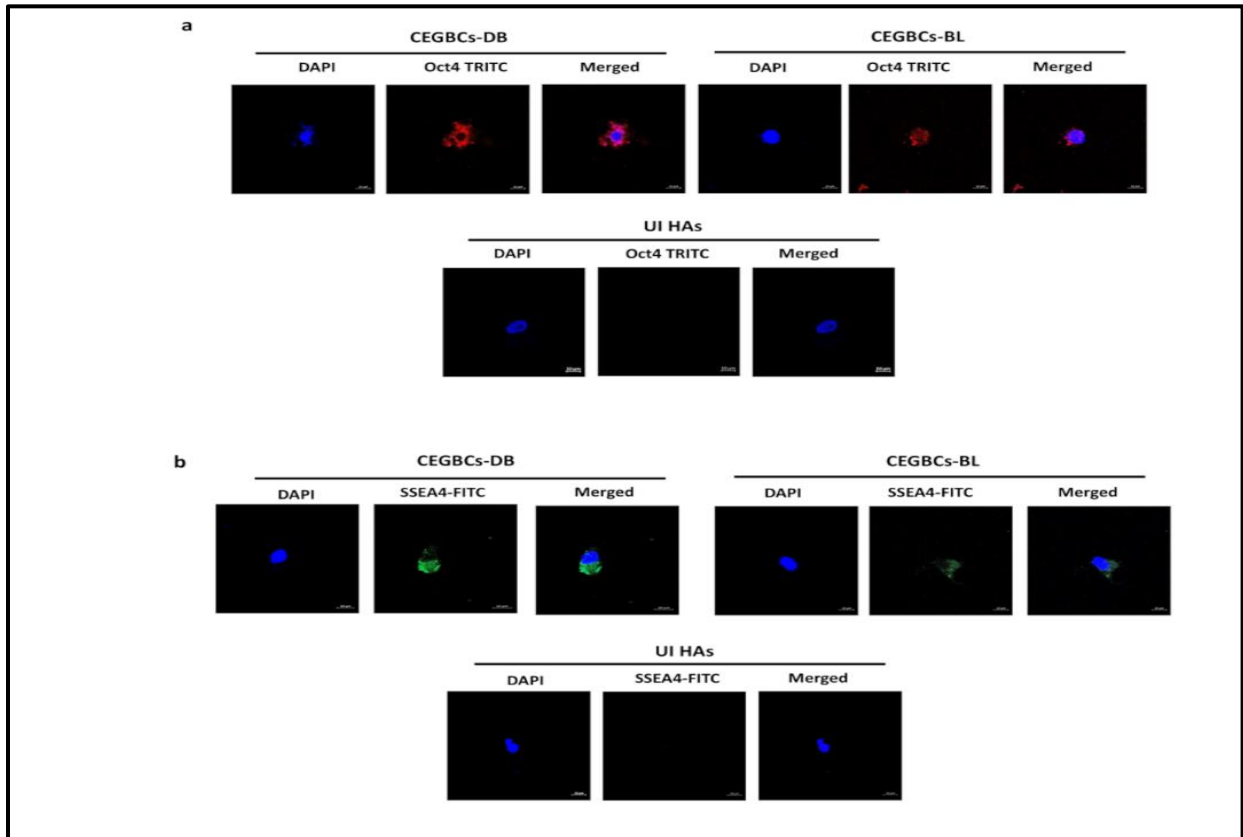 a
CEGBCs-DB CEGBCs-BL
DAPI Oct4 TRITC Merged DAPI Oct4 TRITC Merged
UI HAs
DAPI Oct4 TRITC Merged
b
CEGBCs-DB CEGBCs-BL
DAPI SSEA4-FITC Merged DAPI SSEA4-FITC Merged
UI HAs
DAPI SSEA4-FITC Merged